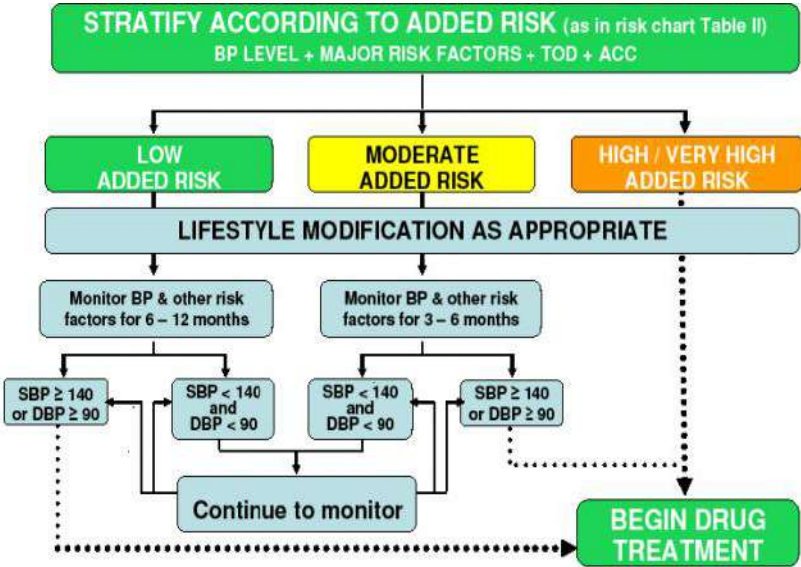 STRATIFY ACCORDING TO ADDED RISK (as in risk chart Table II)
BP LEVEL + MAJOR RISK FACTORS + TOD + ACC
LOW
ADDED RISK
MODERATE
ADDED RISK
HIGH / VERY HIGH
ADDED RISK
LIFESTYLE MODIFICATION AS APPROPRIATE
Monitor BP & other risk
factors for 6 – 12 months
Monitor BP & other risk
factors for 3 – 6 months
SBP ≥ 140
or DBP ≥ 90
SBP < 140
and
DBP < 90
SBP < 140
and
DBP < 90
SBP ≥ 140
or DBP ≥ 90
Continue to monitor
BEGIN DRUG
TREATMENT